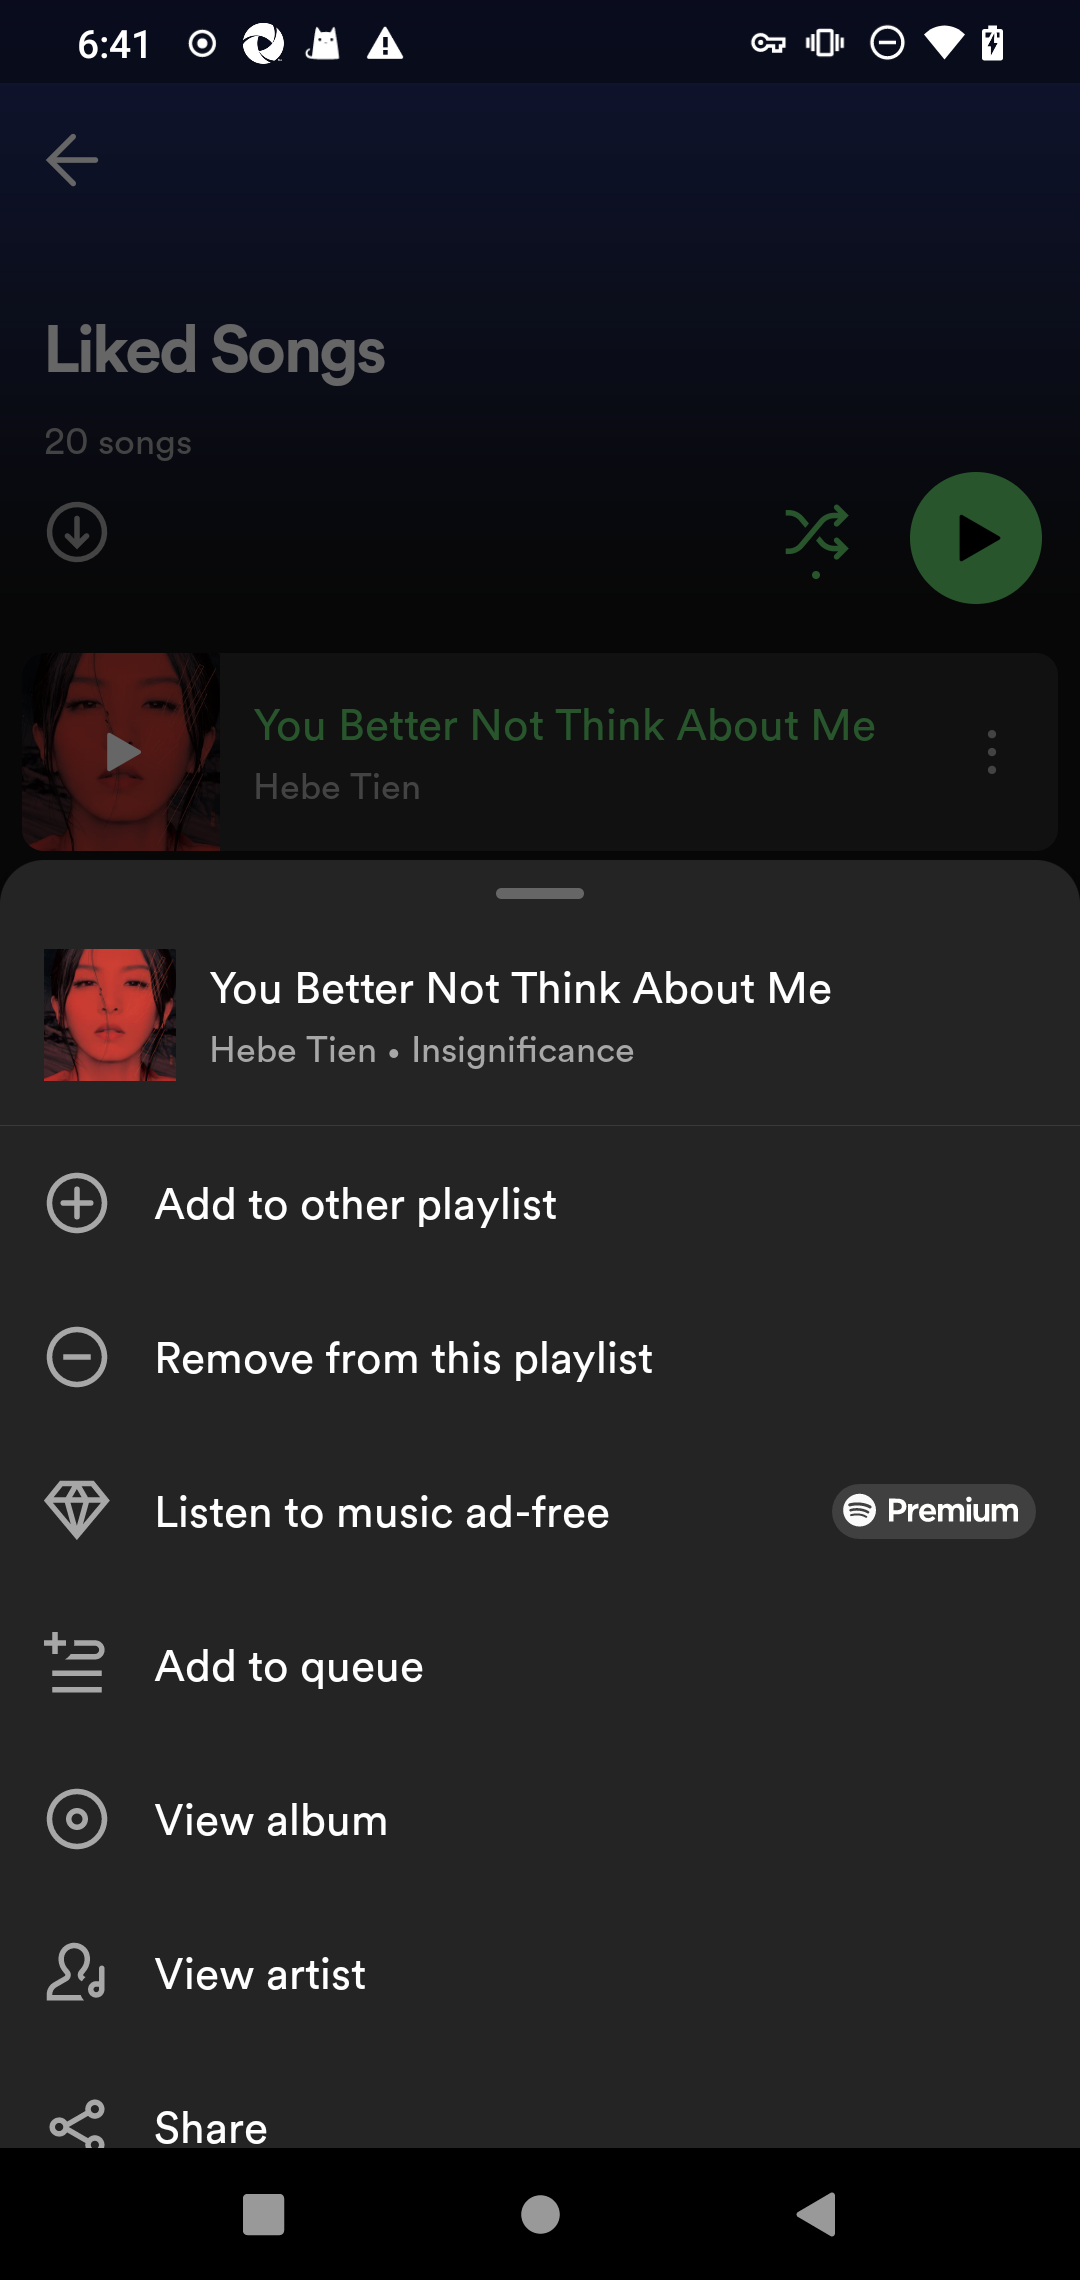 6:41
Liked Songs
20 songs
You Better Not Think About Me
Hebe Tien
You Better Not Think About Me
Hebe Tien • Insignificance
Add to other playlist
Remove from this playlist
Listen to music ad-free
Premium
Add to queue
View album
View artist
Share